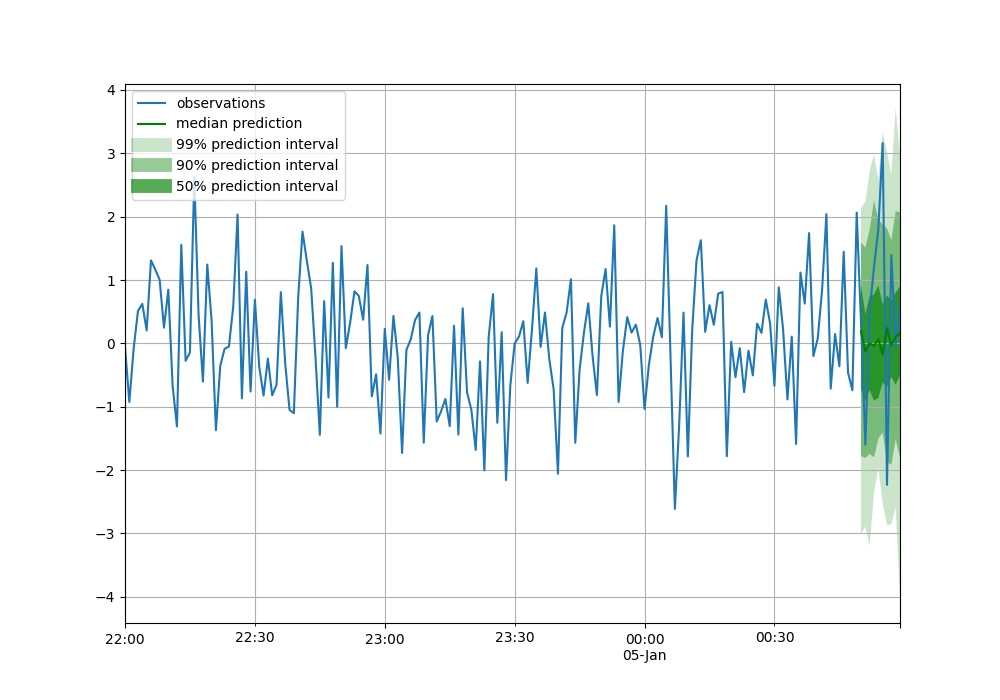 4
3
2
1
0
−1
−2
−3
−4
observations
median prediction
99% prediction interval
90% prediction interval
50% prediction interval
22:00 22:30 23:00 23:30 00:00 00:30
05-Jan